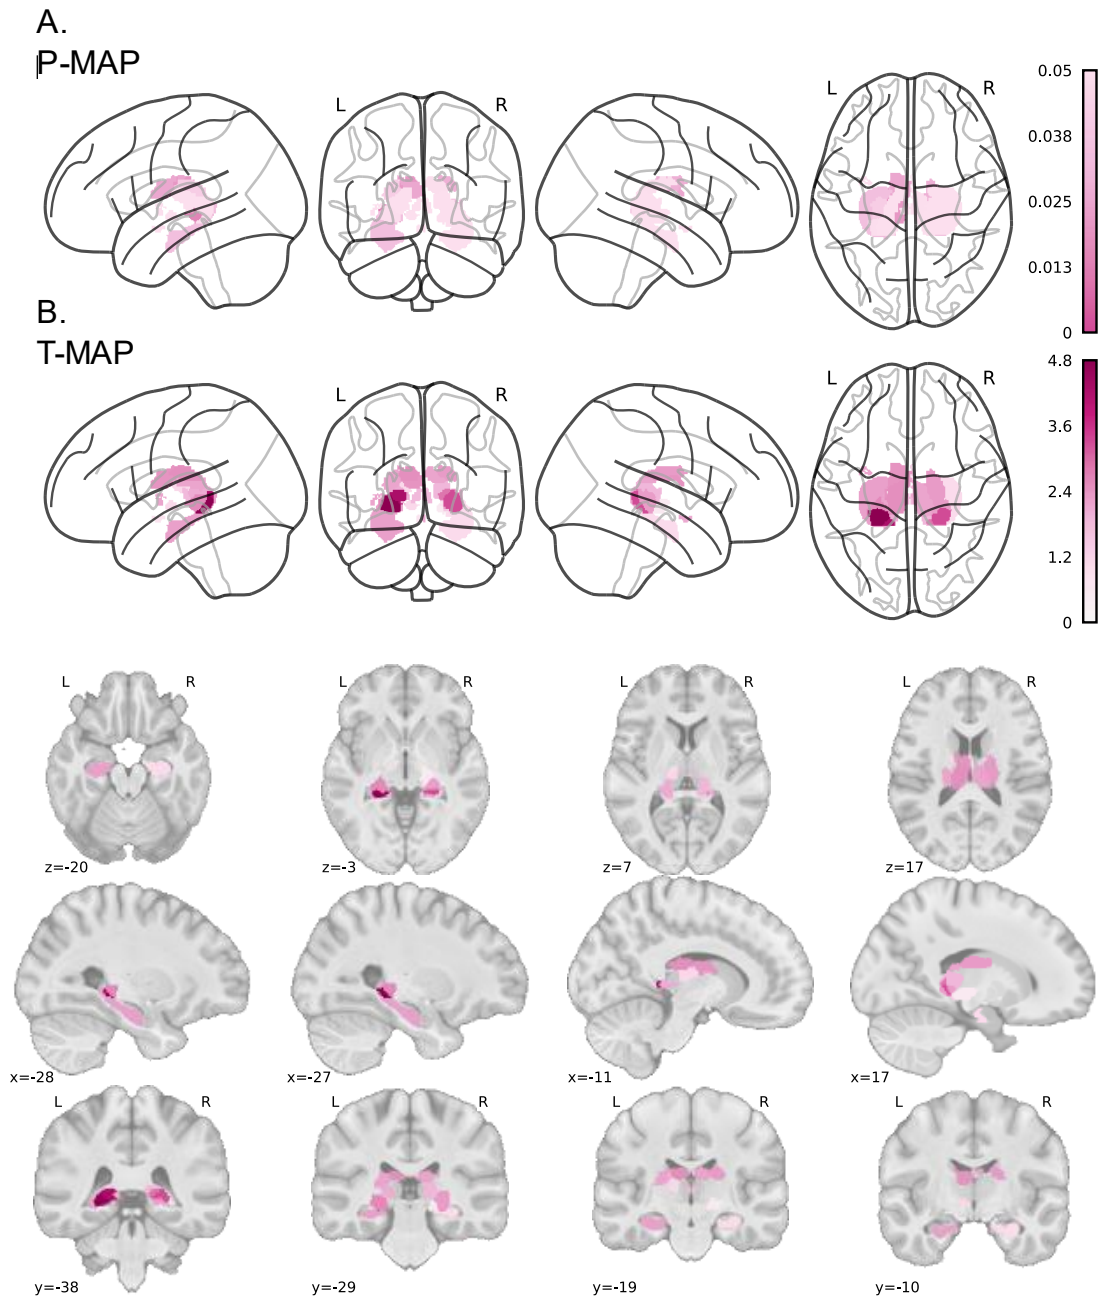 A.
P-MAP
L R L R
0.05
0.038
0.025
0.013
0
B.
T-MAP
L R L R
4.8
3.6
2.4
1.2
0
L R L R L R L R
z=-20 z=-3 z=7 z=17
x=-28 x=-27 x=-11 x=17
L R L R L R L R
y=-38 y=-29 y=-19 y=-10